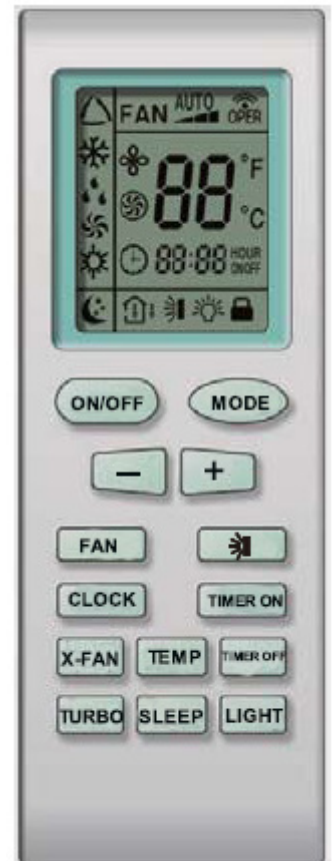 FAN AUTO OPER
88 °F
°C
88:88 HOUR
ON/OFF
ON/OFF MODE
− +
FAN
CLOCK TIMER ON
X-FAN TEMP TIMER OFF
TURBO SLEEP LIGHT